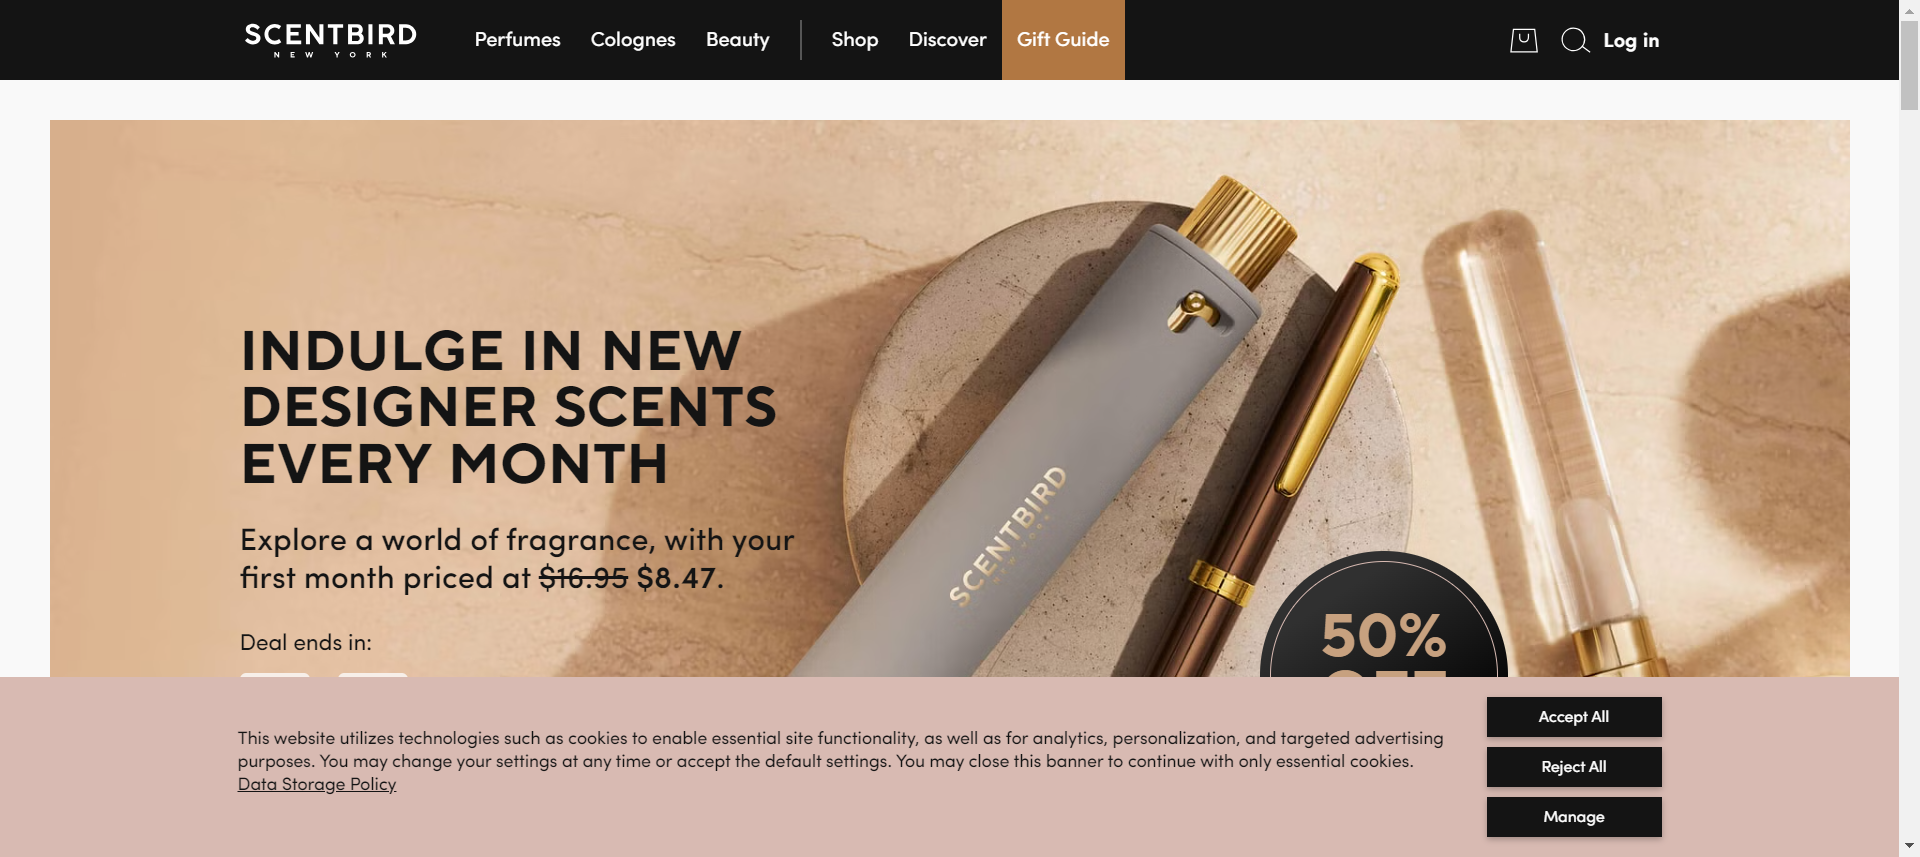 SCENTBIRD
NEW YORK
Perfumes
Colognes
Beauty
Shop
Discover
Gift Guide
Log in
INDULGE IN NEW
DESIGNER SCENTS
EVERY MONTH
Explore a world of fragrance, with your
first month priced at $16.95 $8.47.
Deal ends in:
SCENTBIRD
NEW YORK
50%
This website utilizes technologies such as cookies to enable essential site functionality, as well as for analytics, personalization, and targeted advertising
purposes. You may change your settings at any time or accept the default settings. You may close this banner to continue with only essential cookies.
Data Storage Policy
Accept All
Reject All
Manage